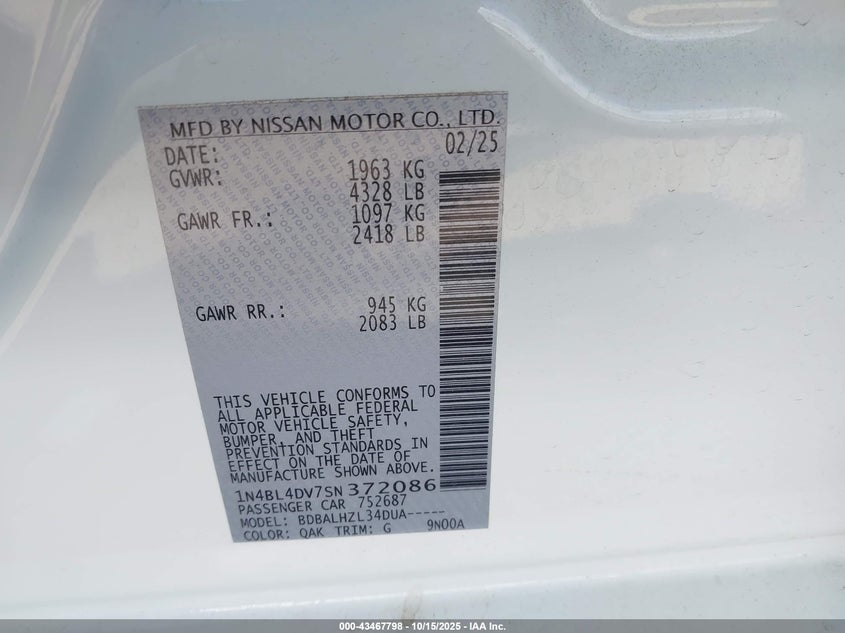 MFD BY NISSAN MOTOR CO., LTD.
DATE: 02/25
GVWR: 1963 KG
4328 LB
GAWR FR.: 1097 KG
2418 LB
GAWR RR.: 945 KG
2083 LB
THIS VEHICLE CONFORMS TO
ALL APPLICABLE FEDERAL
MOTOR VEHICLE SAFETY,
BUMPER, AND THEFT
PREVENTION STANDARDS IN
EFFECT ON THE DATE OF
MANUFACTURE SHOWN ABOVE.
1N4BL4DV7SN372086
PASSENGER CAR 752687
MODEL: BDBALHZL34DUA-----
COLOR: QAK TRIM: G 9N00A
000-43467798 - 10/15/2025 - IAA Inc.